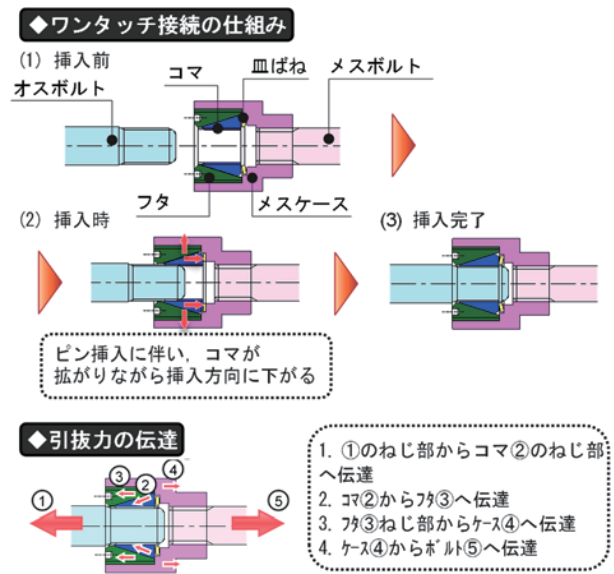 ◆ワンタッチ接続の仕組み
(1) 挿入前
コマ
皿ばね
メスボルト
オスボルト
フタ
メスケース
(2) 挿入時
(3) 挿入完了
ピン挿入に伴い，コマが
拡がりながら挿入方向に下がる
◆引抜力の伝達
③
④
②
①
⑤
1. ①のねじ部からコマ②のねじ部
へ伝達
2. ｺﾏ②からﾌﾀ③へ伝達
3. ﾌﾀ③ねじ部からｹｰｽ④へ伝達
4. ｹｰｽ④からﾎﾞﾙﾄ⑤へ伝達